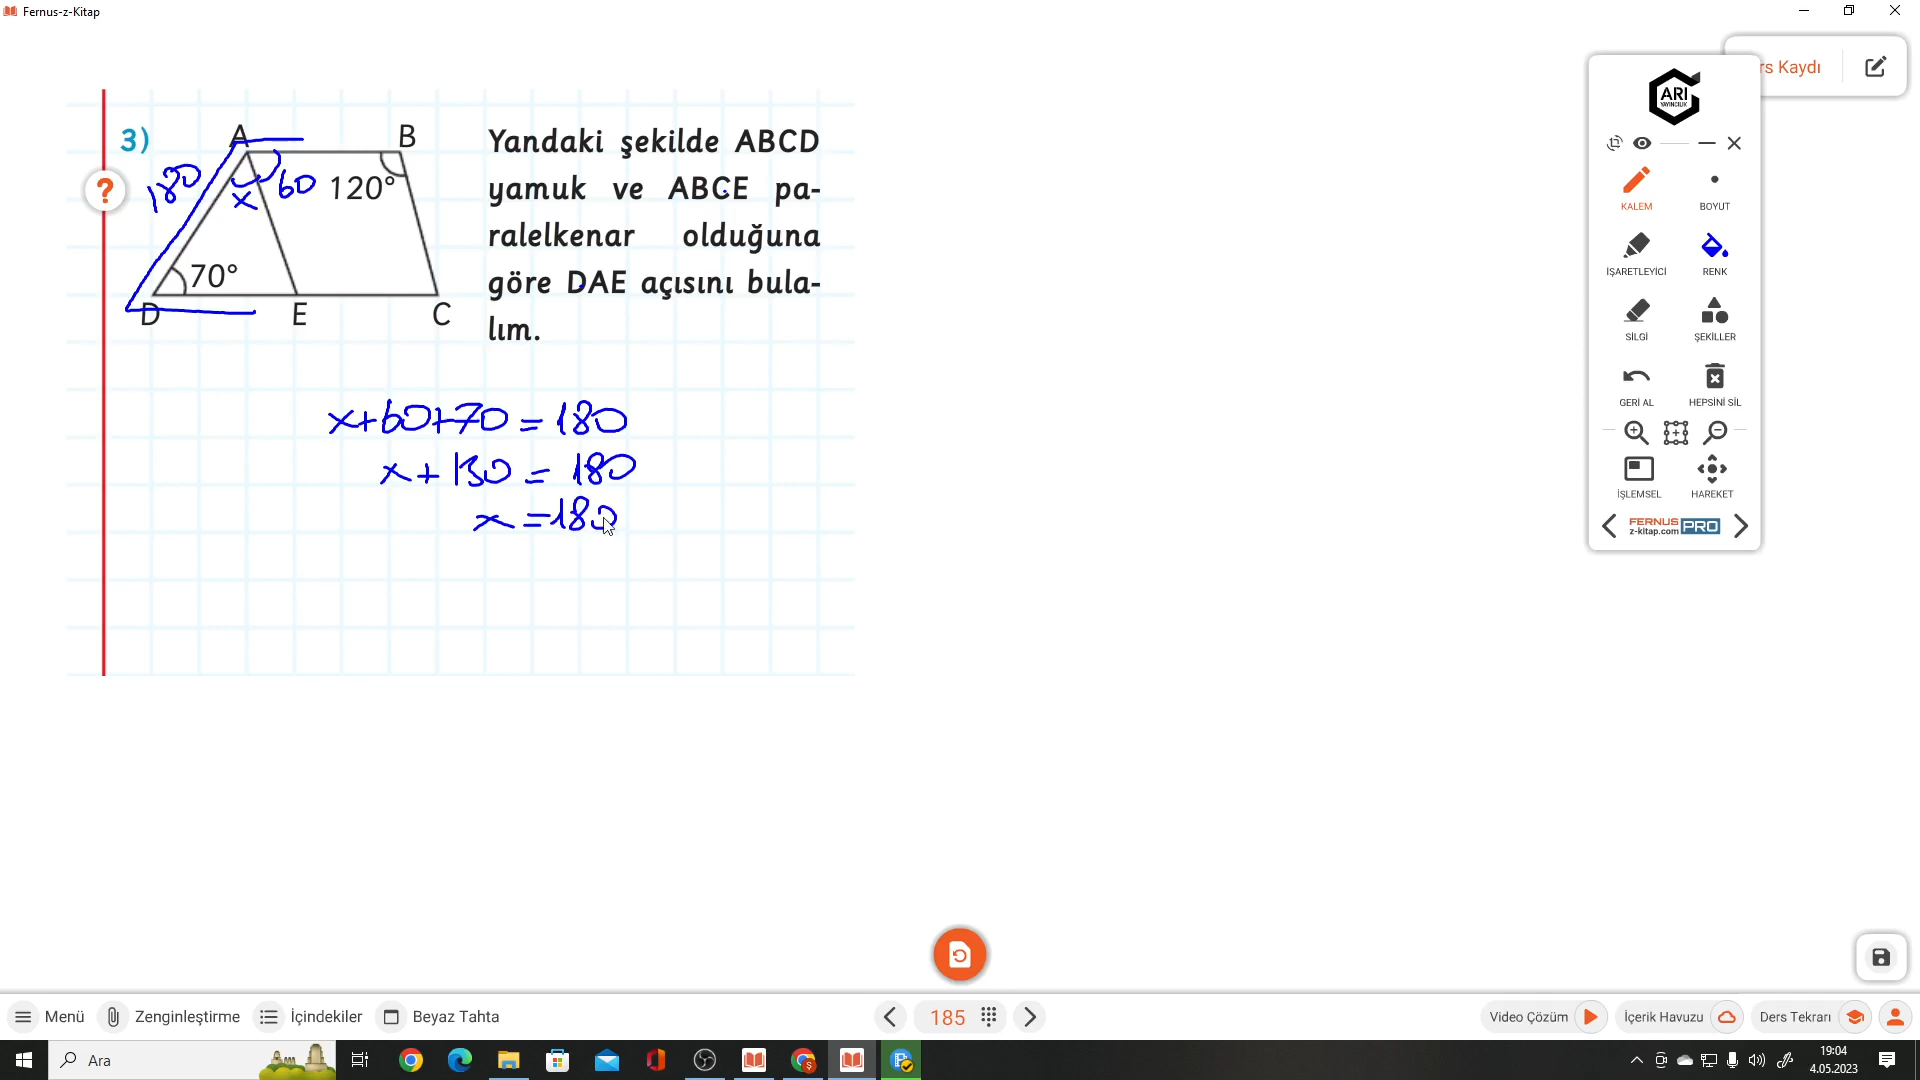 Fernus-z-Kitap
rs Kaydı
ARI
YAYINCILIK
3)
A
B
180
x
60
120°
70°
D
E
C
?
Yandaki şekilde ABCD
yamuk ve ABCE pa-
ralelkenar olduğuna
göre DAE açısını bula-
lım.
x+60+70=180
x+130=180
x=180
KALEM
BOYUT
İŞARETLEYİCİ
RENK
SİLGİ
ŞEKİLLER
GERİ AL
HEPSİNİ SİL
İŞLEMSEL
HAREKET
FERNUS
z-kitap.com
PRO
Menü
Zenginleştirme
İçindekiler
Beyaz Tahta
185
Video Çözüm
İçerik Havuzu
Ders Tekrarı
Ara
19:04
4.05.2023